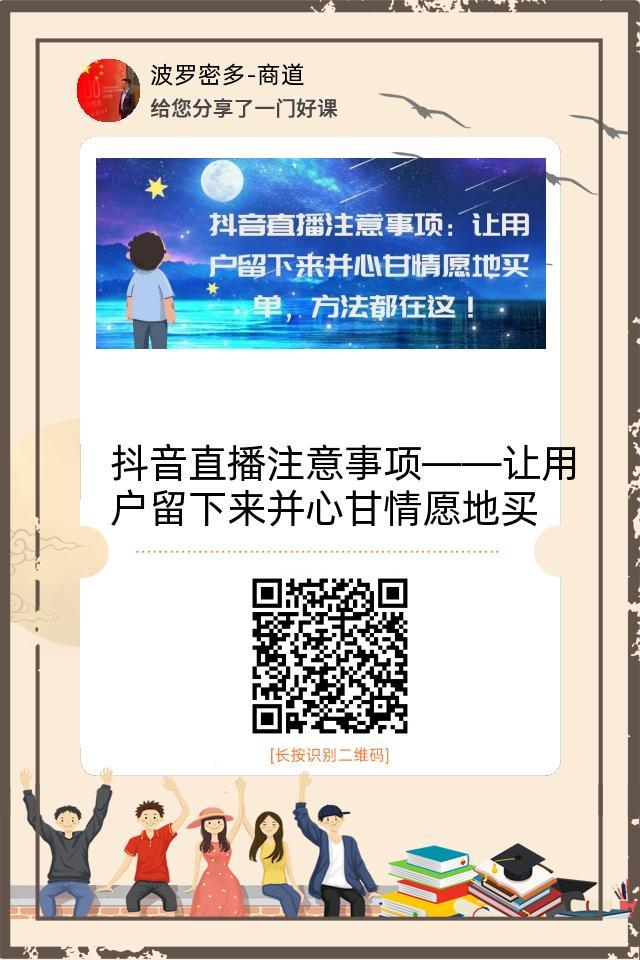 波罗密多-商道
给您分享了一门好课
抖音直播注意事项：让用
户留下来并心甘情愿地买
单，方法都在这！
抖音直播注意事项——让用
户留下来并心甘情愿地买
[长按识别二维码]